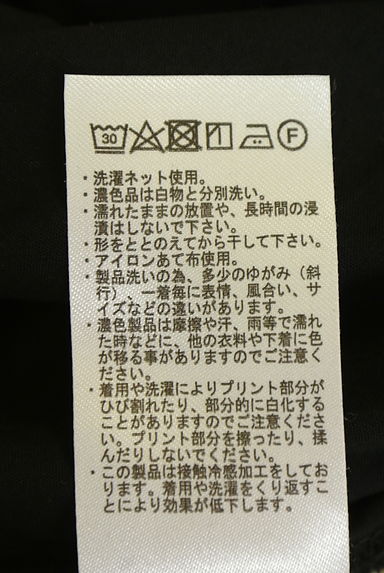 30 F
・洗濯ネット使用。
・濃色品は白物と分別洗い。
・濡れたままの放置や、長時間の浸
漬はしないで下さい。
・形をととのえてから干して下さい。
・アイロンあて布使用。
・製品洗いの為、多少のゆがみ（斜
行）、一着毎に表情、風合い、サ
イズなどの違いがあります。
・濃色製品は摩擦や汗、雨等で濡れ
た時などに、他の衣料や下着に色
が移る事がありますのでご注意く
ださい。
・着用や洗濯によりプリント部分が
ひび割れたり、部分的に白化する
ことがありますのでご注意くださ
い。プリント部分を擦ったり、揉
んだりしないでください。
・この製品は接触冷感加工をしてお
ります。着用や洗濯をくり返すこ
とにより効果が低下します。